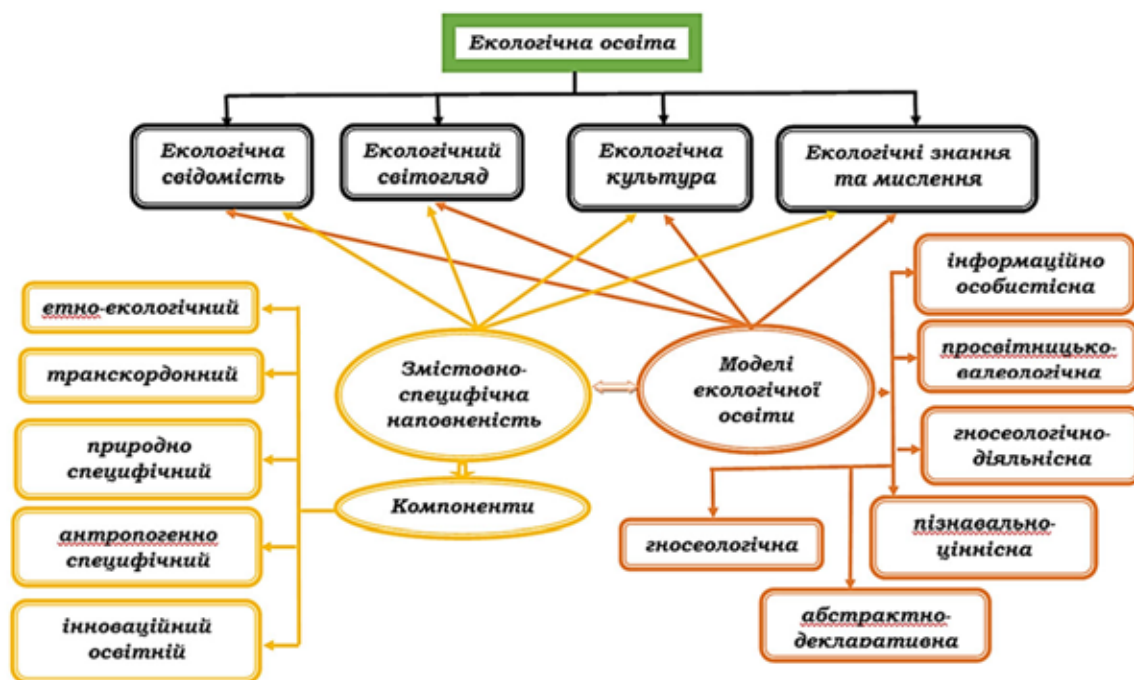 Екологічна освіта
Екологічна
свідомість
Екологічний
світогляд
Екологічна
культура
Екологічні знання
та мислення
етно-екологічний
транскордонний
природно
специфічний
антропогенно
специфічний
інноваційний
освітній
Змістовно-
специфічна
наповненість
Компоненти
Моделі
екологічної
освіти
інформаційно
особистісна
просвітницько-
валеологічна
гносеологічно-
діяльнісна
пізнавально-
ціннісна
гносеологічна
абстрактно-
декларативна